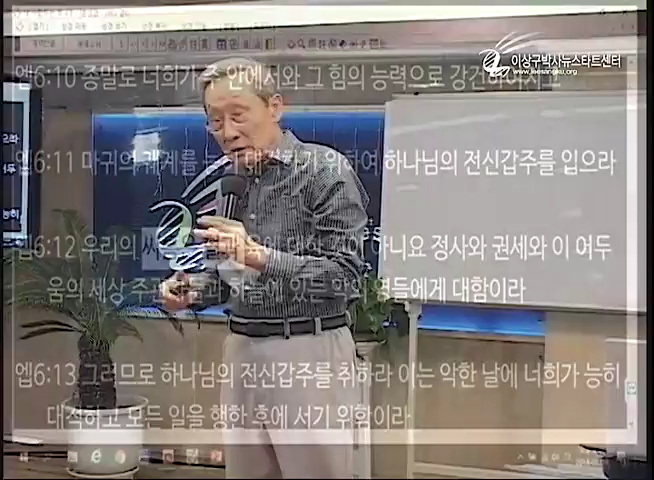 이상구박사뉴스타트센터
www.leesangku.org
엡6:10 종말로 너희가 주 안에서와 그 힘의 능력으로 강건하여지고
엡6:11 마귀의 궤계를 능히 대적하기 위하여 하나님의 전신갑주를 입으라
엡6:12 우리의 씨름은 대한 것이 아니요 정사와 권세와 이 여두
움의 세상 주관자들과 하늘에 있는 악의 영들에게 대함이라
엡6:13 그러므로 하나님의 전신갑주를 취하라 이는 악한 날에 너희가 능히
대적하고 모든 일을 행한 후에 서기 위함이라